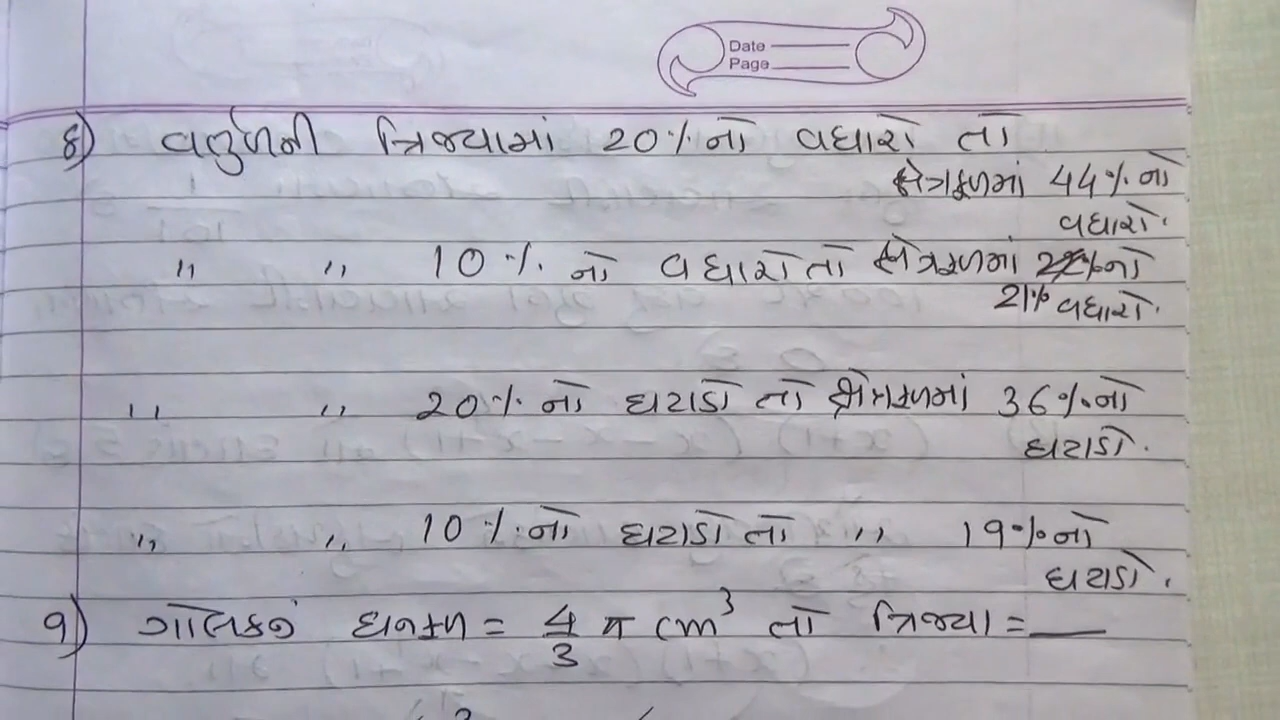 Date
Page
8) વર્તુળની ત્રિજ્યામાં 20%નો વધારો તો
ક્ષેત્રફળમાં 44%નો
વધારો.
" " 10% નો વધારો તો ક્ષેત્રફળમાં 22%નો
21% વધારો.
" " 20%નો ઘટાડો તો ક્ષેત્રફળમાં 36%નો
ઘટાડો.
" " 10%નો ઘટાડો તો " 19%નો
ઘટાડો.
9) ગોલકનું ઘનફળ = 4/3 π cm³ તો ત્રિજ્યા = ___